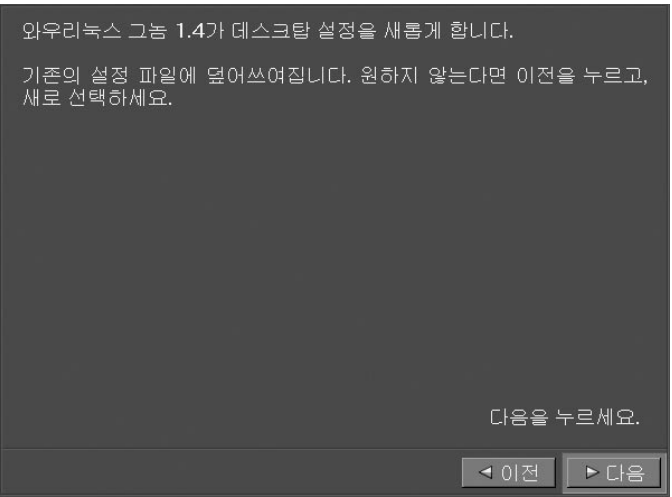 와우리눅스 그놈 1.4가 데스크탑 설정을 새롭게 합니다.
기존의 설정 파일에 덮어쓰여집니다. 원하지 않는다면 이전을 누르고,
새로 선택하세요.
다음을 누르세요.
이전
다음